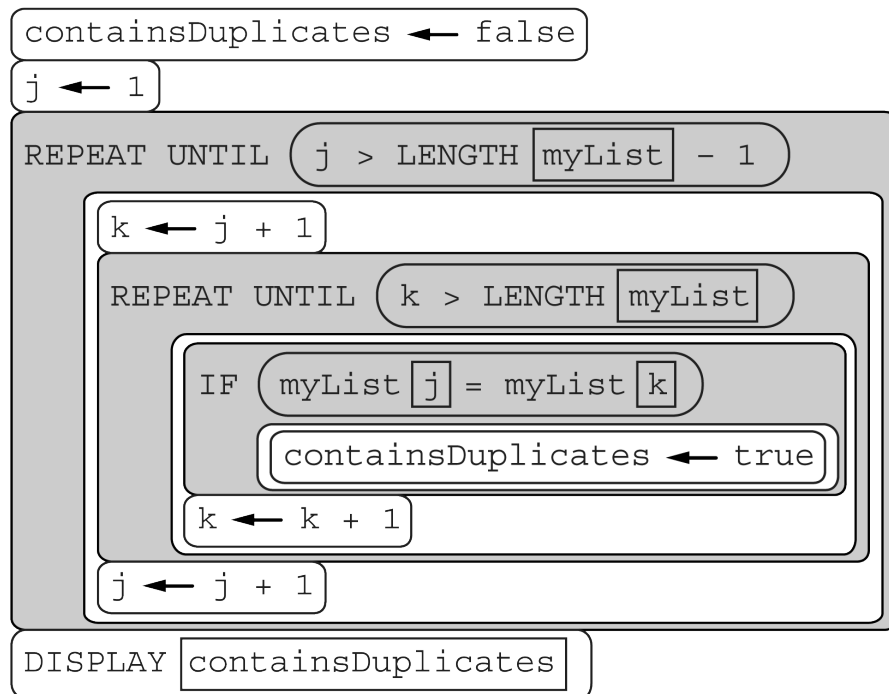 containsDuplicates ← false
j ← 1
REPEAT UNTIL j > LENGTH myList - 1
k ← j + 1
REPEAT UNTIL k > LENGTH myList
IF myList j = myList k
containsDuplicates ← true
k ← k + 1
j ← j + 1
DISPLAY containsDuplicates